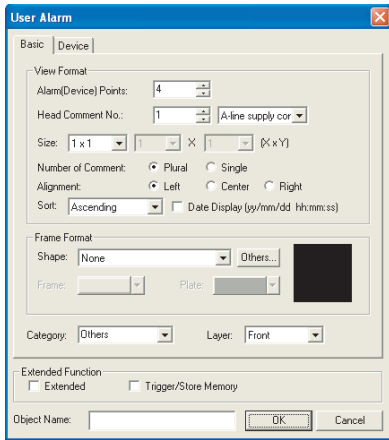 User Alarm
Basic Device
View Format
Alarm(Device) Points: 4
Head Comment No.: 1 A-line supply cor
Size: 1 x 1 1 X 1 (X x Y)
Number of Comment: Plural Single
Alignment: Left Center Right
Sort: Ascending Date Display (yy/mm/dd hh:mm:ss)
Frame Format
Shape: None Others...
Frame: Plate:
Category: Others Layer: Front
Extended Function
Extended Trigger/Store Memory
Object Name: OK Cancel